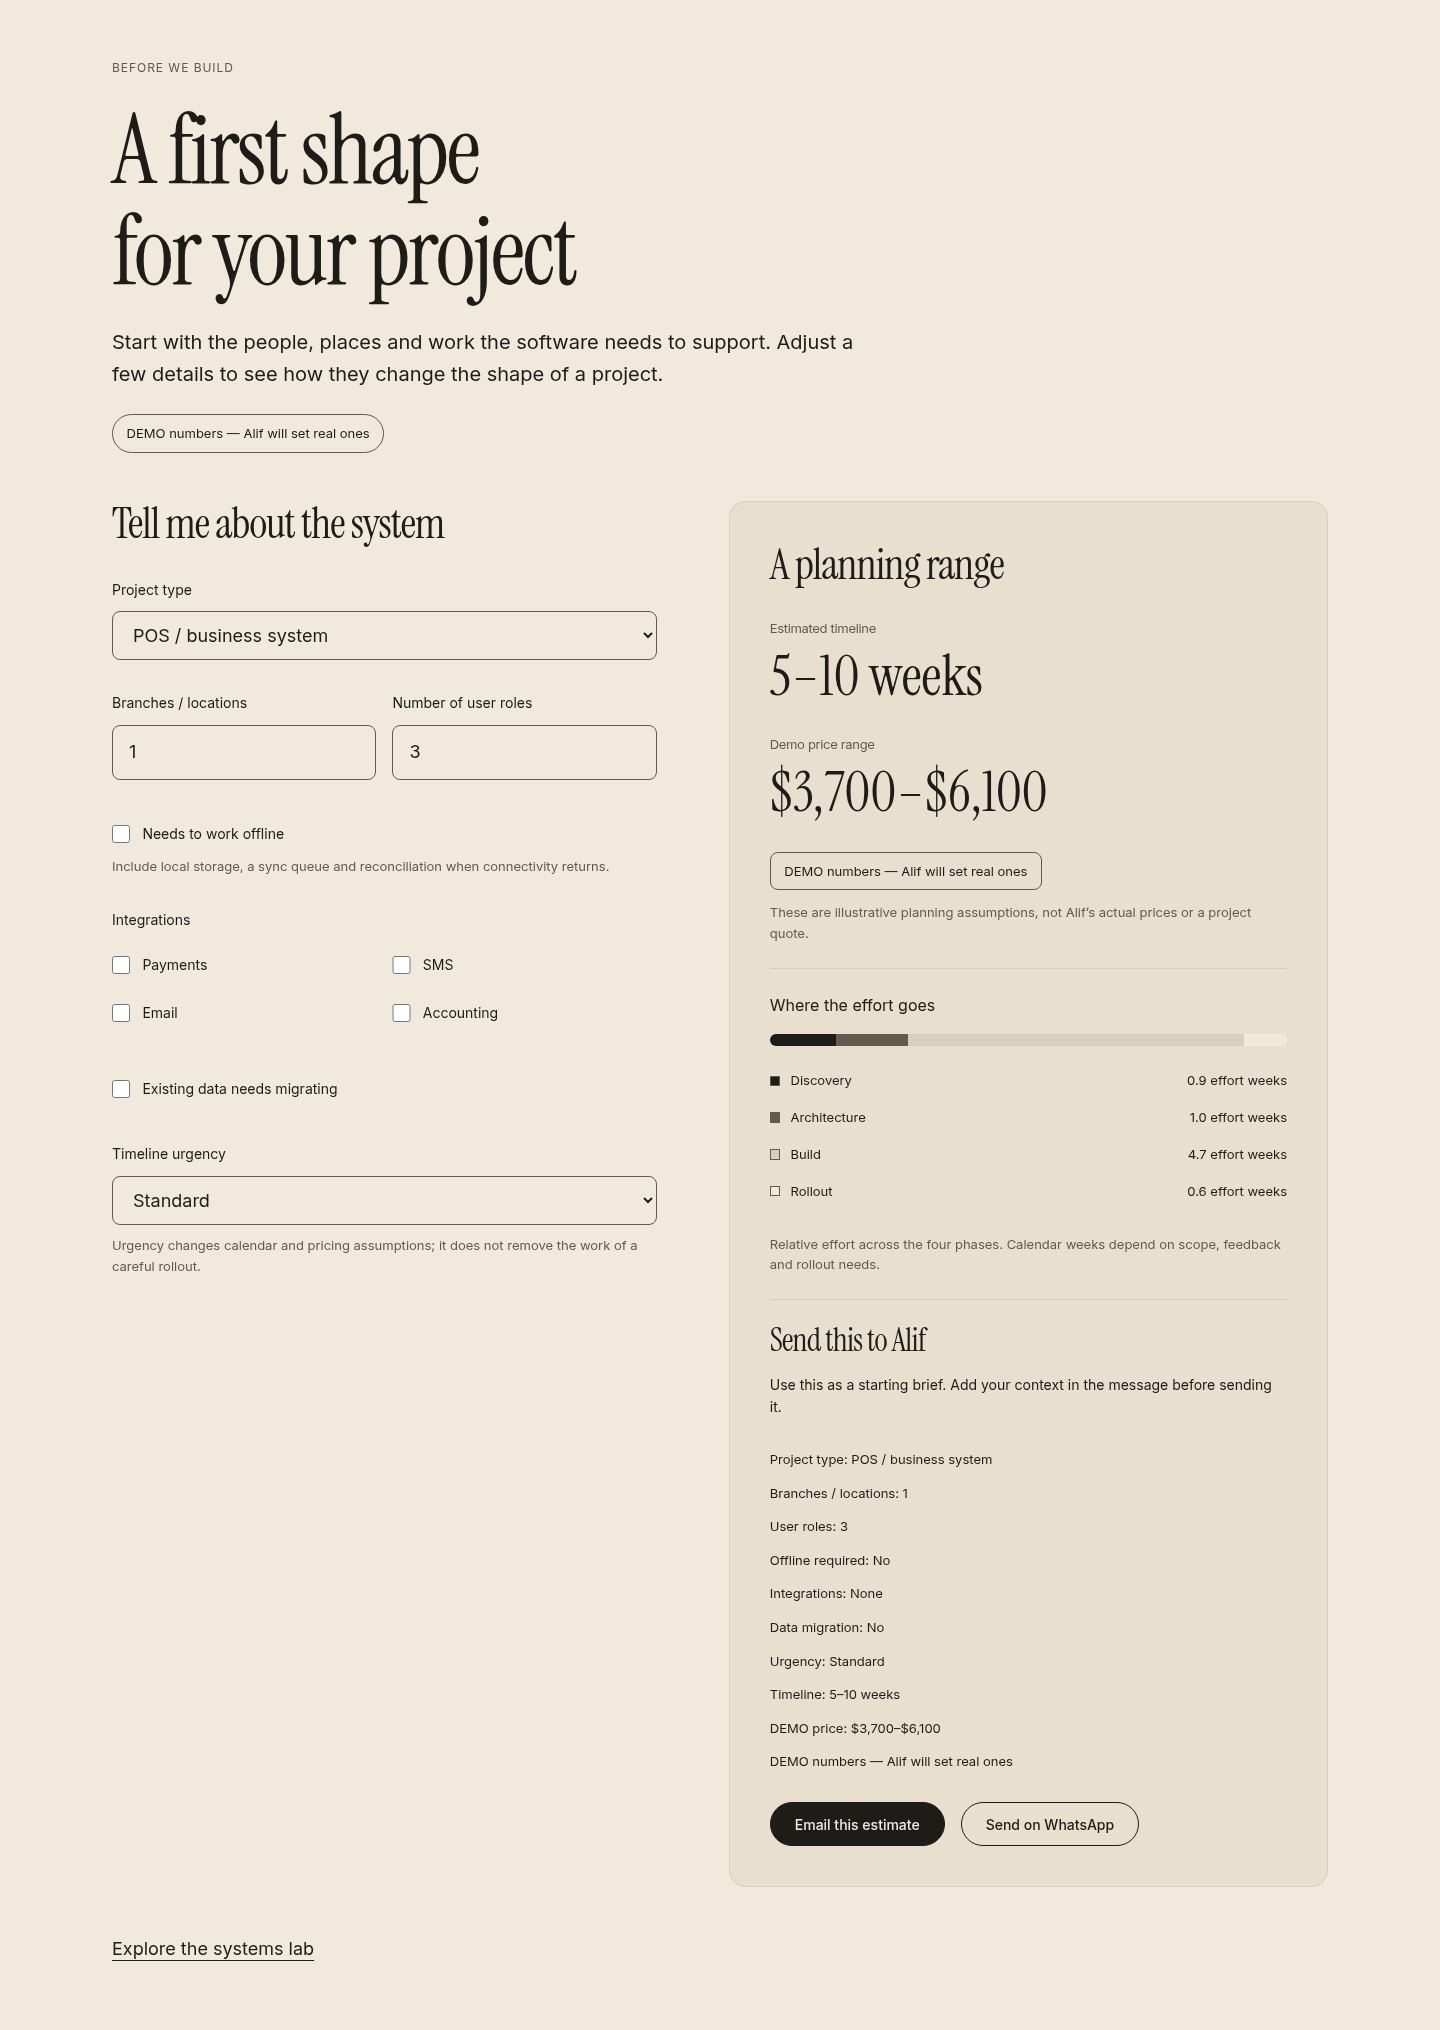 BEFORE WE BUILD
A first shape
for your project
Start with the people, places and work the software needs to support. Adjust a
few details to see how they change the shape of a project.
DEMO numbers — Alif will set real ones
Tell me about the system
Project type
POS / business system
Branches / locations
Number of user roles
1
3
Needs to work offline
Include local storage, a sync queue and reconciliation when connectivity returns.
Integrations
Payments
SMS
Email
Accounting
Existing data needs migrating
Timeline urgency
Standard
Urgency changes calendar and pricing assumptions; it does not remove the work of a
careful rollout.
A planning range
Estimated timeline
5–10 weeks
Demo price range
$3,700–$6,100
DEMO numbers — Alif will set real ones
These are illustrative planning assumptions, not Alif’s actual prices or a project
quote.
Where the effort goes
Discovery 0.9 effort weeks
Architecture 1.0 effort weeks
Build 4.7 effort weeks
Rollout 0.6 effort weeks
Relative effort across the four phases. Calendar weeks depend on scope, feedback
and rollout needs.
Send this to Alif
Use this as a starting brief. Add your context in the message before sending
it.
Project type: POS / business system
Branches / locations: 1
User roles: 3
Offline required: No
Integrations: None
Data migration: No
Urgency: Standard
Timeline: 5–10 weeks
DEMO price: $3,700–$6,100
DEMO numbers — Alif will set real ones
Email this estimate
Send on WhatsApp
Explore the systems lab